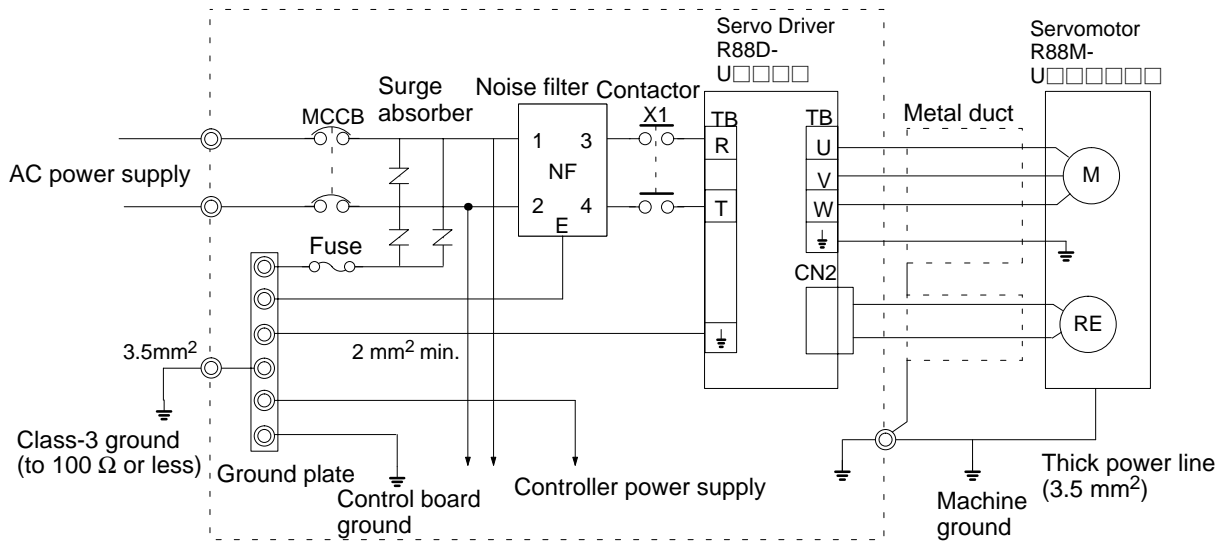 Servo Driver
R88D-
U□□□□
Servomotor
R88M-
U□□□□□□
Surge
absorber
Noise filter
Contactor
MCCB
X1
TB
TB
Metal duct
1
3
R
U
NF
V
M
AC power supply
2
4
T
W
E
Fuse
CN2
RE
3.5mm²
2 mm² min.
Class-3 ground
(to 100 Ω or less)
Ground plate
Control board
ground
Controller power supply
Machine
ground
Thick power line
(3.5 mm²)